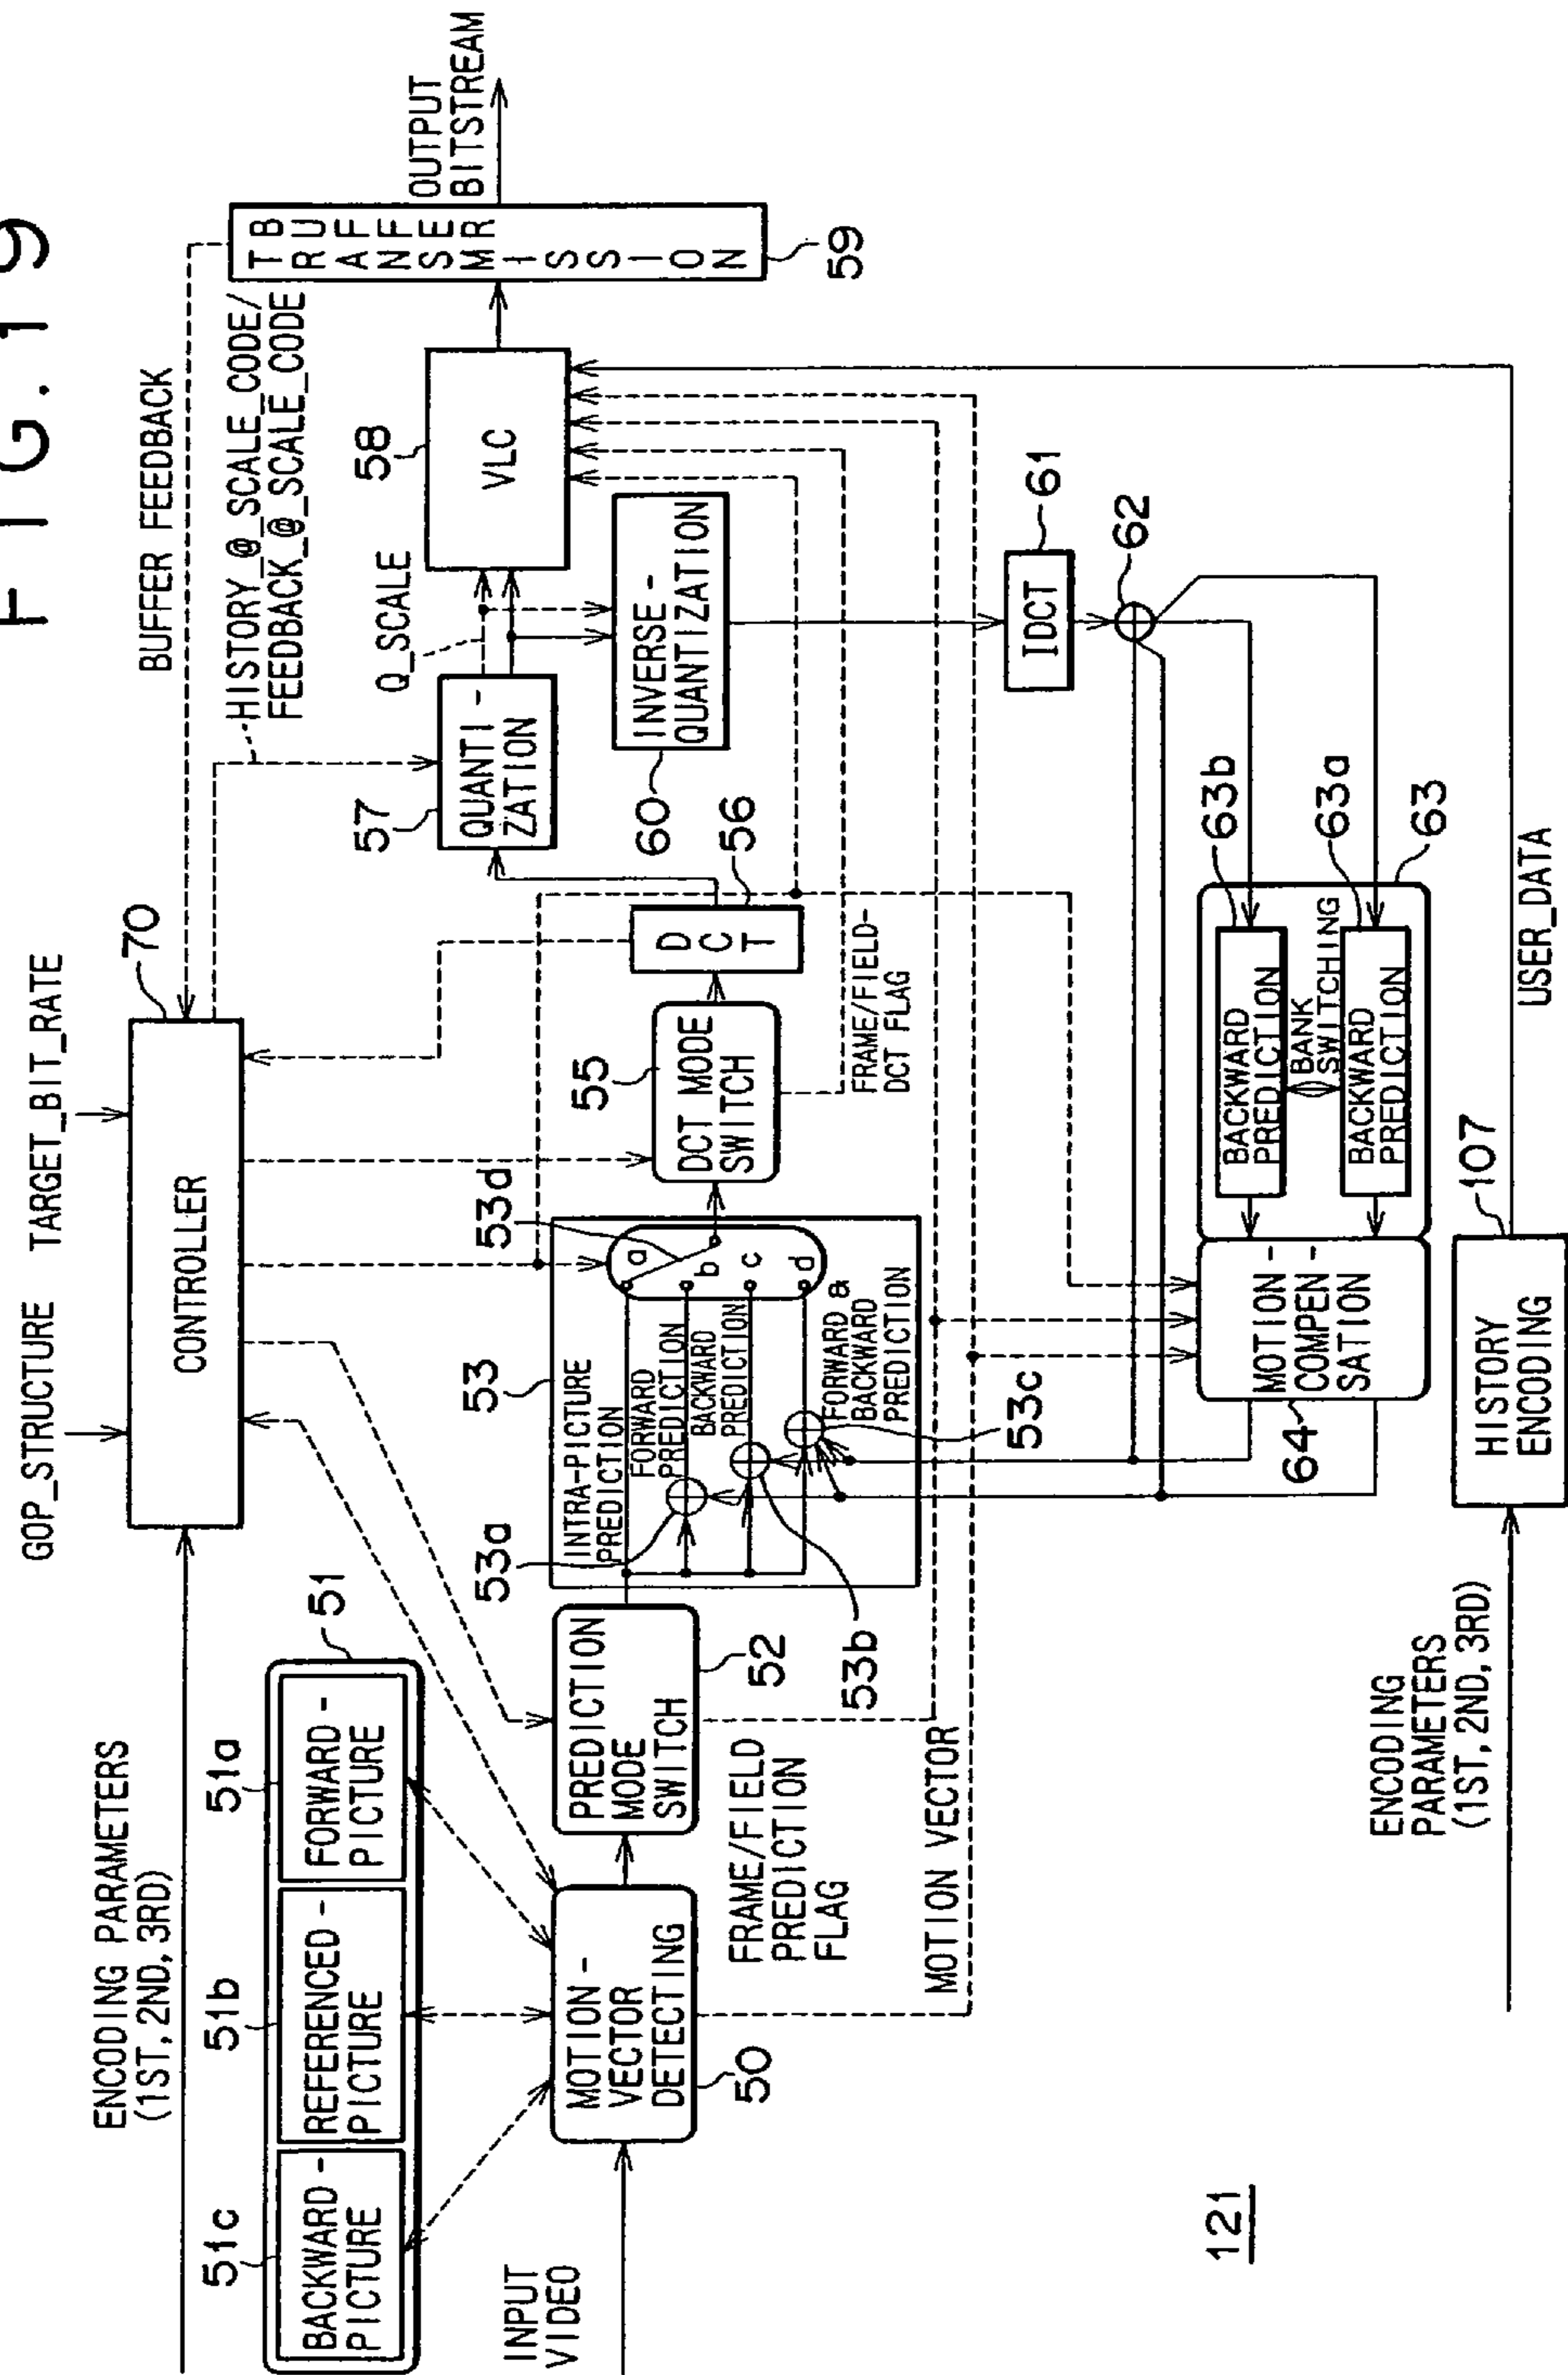 FIG. 19
GOP_STRUCTURE
TARGET_BIT_RATE
ENCODING PARAMETERS
(1ST, 2ND, 3RD)
CONTROLLER
70
BUFFER FEEDBACK
HISTORY_@_SCALE_CODE/
FEEDBACK_@_SCALE_CODE
51c
51b
51a
51
BACKWARD-
PICTURE
REFERENCED-
PICTURE
FORWARD-
PICTURE
INPUT
VIDEO
MOTION-
VECTOR
DETECTING
50
PREDICTION
MODE
SWITCH
52
FRAME/FIELD
PREDICTION
FLAG
MOTION VECTOR
53
53a
53b
53c
53d
INTRA-PICTURE
PREDICTION
FORWARD
PREDICTION
BACKWARD
PREDICTION
FORWARD &
BACKWARD
PREDICTION
a
b
c
d
55
DCT MODE
SWITCH
FRAME/FIELD-
DCT FLAG
DCT
56
57
QUANTI-
ZATION
Q_SCALE
58
VLC
TRANSMISSION
BUFFER
59
OUTPUT
BITSTREAM
60
INVERSE-
QUANTIZATION
IDCT
61
62
63b
63a
63
BACKWARD
PREDICTION
BANK
SWITCHING
BACKWARD
PREDICTION
MOTION-
COMPEN-
SATION
64
ENCODING
PARAMETERS
(1ST, 2ND, 3RD)
HISTORY
ENCODING
107
USER_DATA
121